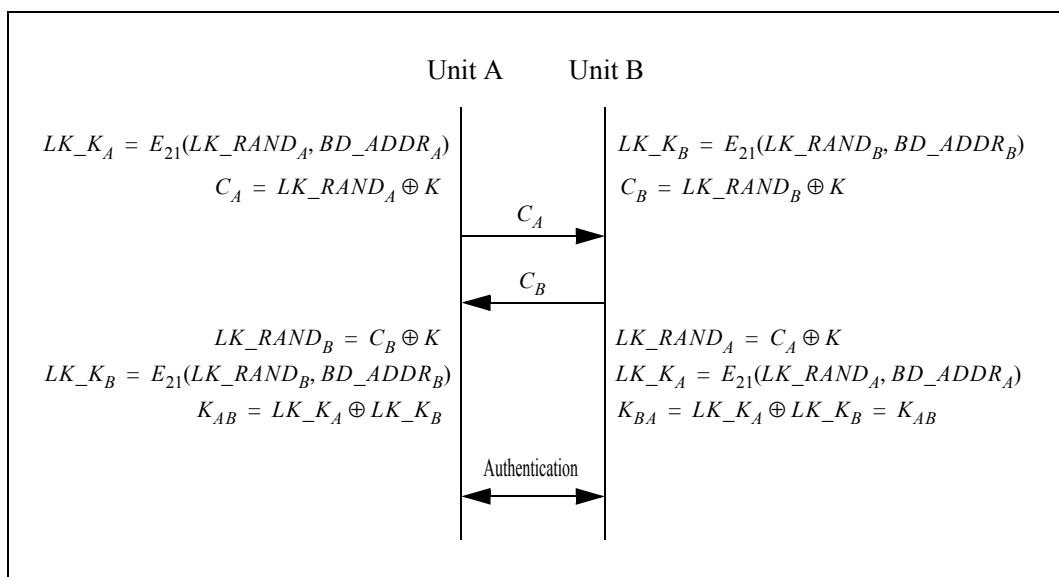 Unit A Unit B
LK_K_A = E_21(LK_RAND_A, BD_ADDR_A) LK_K_B = E_21(LK_RAND_B, BD_ADDR_B)
C_A = LK_RAND_A ⊕ K C_B = LK_RAND_B ⊕ K
C_A
C_B
LK_RAND_B = C_B ⊕ K LK_RAND_A = C_A ⊕ K
LK_K_B = E_21(LK_RAND_B, BD_ADDR_B) LK_K_A = E_21(LK_RAND_A, BD_ADDR_A)
K_AB = LK_K_A ⊕ LK_K_B K_BA = LK_K_A ⊕ LK_K_B = K_AB
Authentication